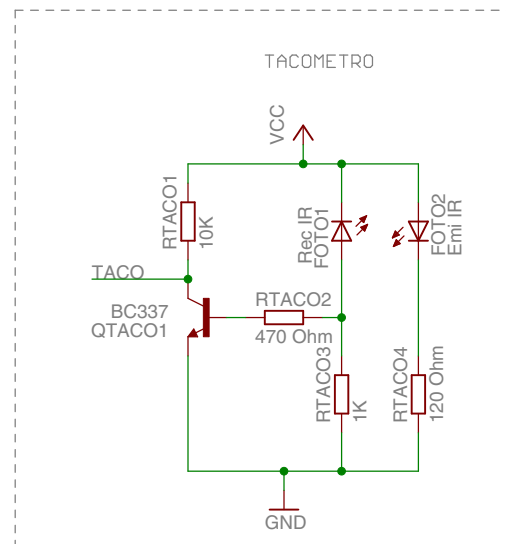 TACOMETRO
VCC
RTACO1
10K
Rec IR
FOTO1
FOTO2
Emi IR
TACO
BC337
QTACO1
RTACO2
470 Ohm
RTACO3
1K
RTACO4
120 Ohm
GND